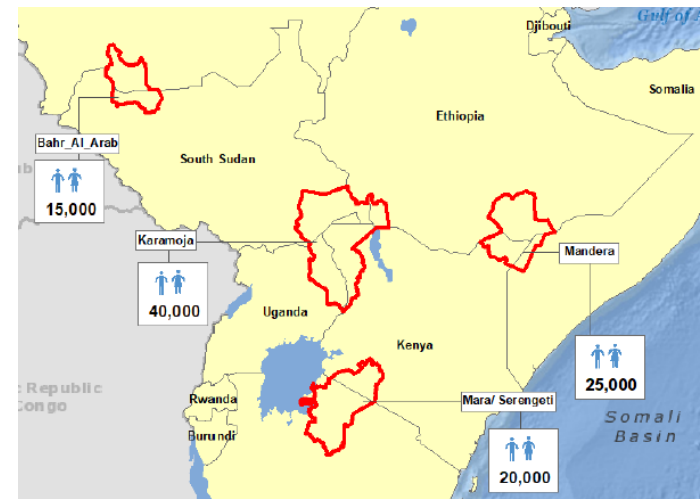 Djibouti
Gulf of A
Somalia
Ethiopia
Bahr_Al_Arab
South Sudan
15,000
Karamoja
Mandera
40,000
Uganda
Kenya
25,000
Republic
Congo
Rwanda
Mara/ Serengeti
Burundi
20,000
Somali
Basin